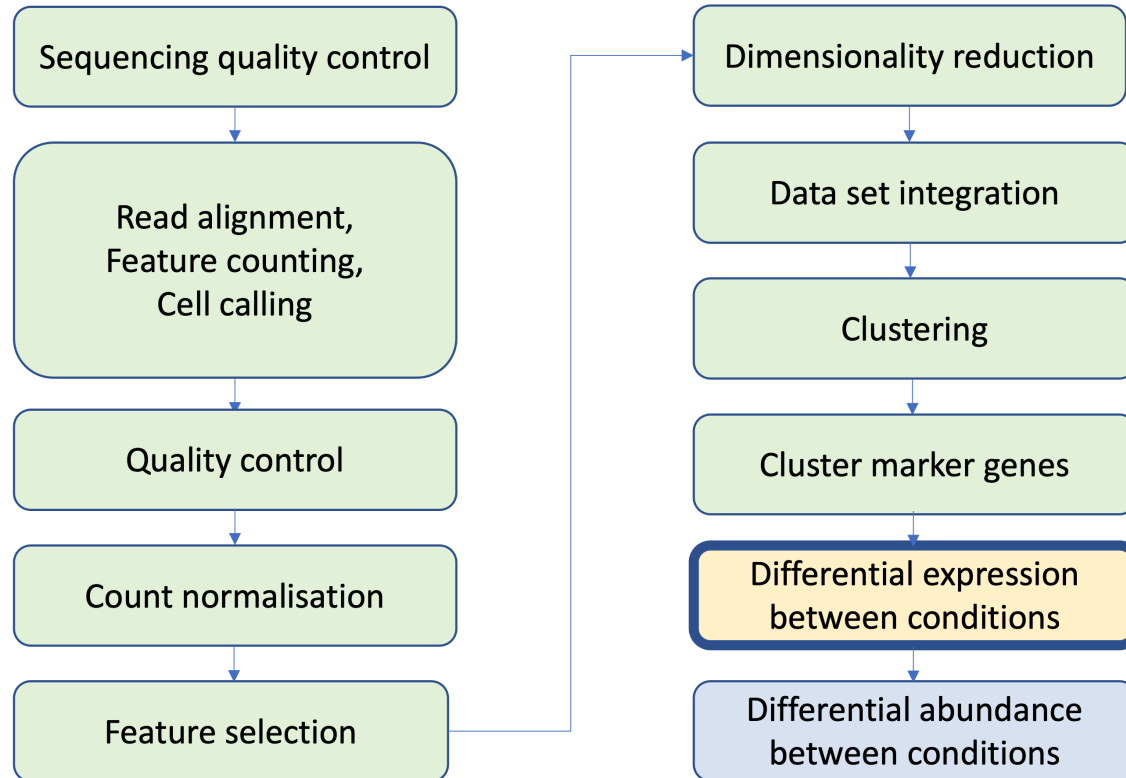 Sequencing quality control
Read alignment,
Feature counting,
Cell calling
Quality control
Count normalisation
Feature selection
Dimensionality reduction
Data set integration
Clustering
Cluster marker genes
Differential expression
between conditions
Differential abundance
between conditions